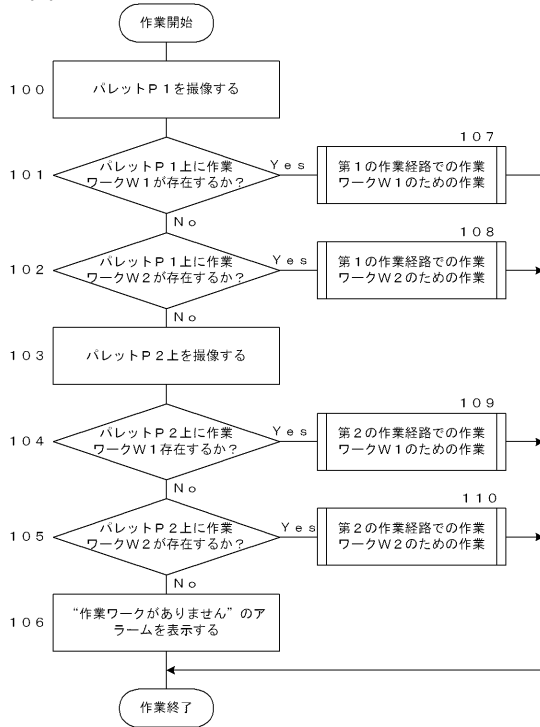 作業開始
100
パレットP1を撮像する
107
101
パレットP1上に作業
ワークW1が存在するか？
Yes
第1の作業経路での作業
ワークW1のための作業
No
108
102
パレットP1上に作業
ワークW2が存在するか？
Yes
第1の作業経路での作業
ワークW2のための作業
No
103
パレットP2上を撮像する
109
104
パレットP2上に作業
ワークW1存在するか？
Yes
第2の作業経路での作業
ワークW1のための作業
No
110
105
パレットP2上に作業
ワークW2が存在するか？
Yes
第2の作業経路での作業
ワークW2のための作業
No
106
“作業ワークがありません”のア
ラームを表示する
作業終了